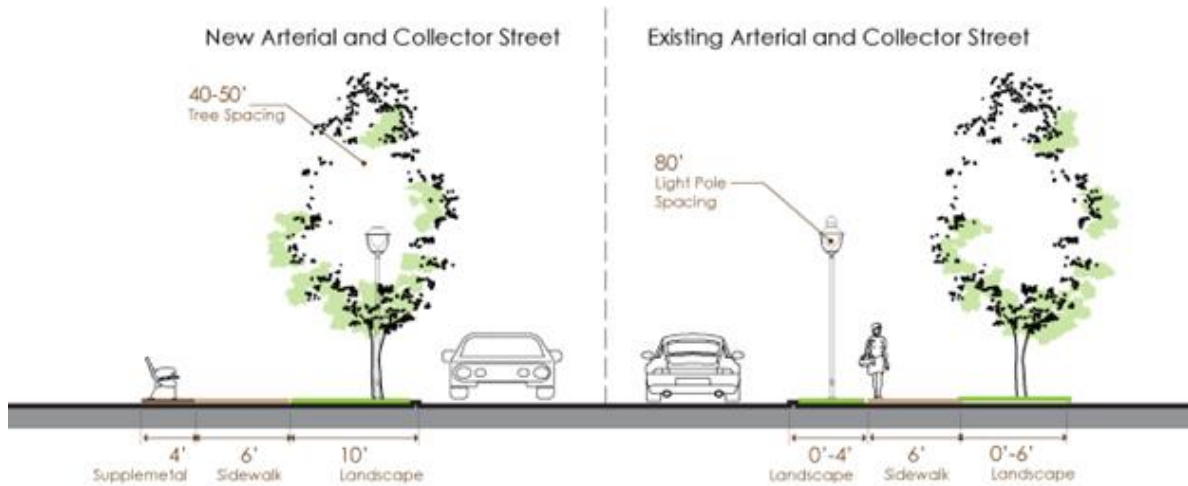 New Arterial and Collector Street
Existing Arterial and Collector Street
40-50'
Tree Spacing
80'
Light Pole
Spacing
4'
Supplemetal
6'
Sidewalk
10'
Landscape
0'-4'
Landscape
6'
Sidewalk
0'-6'
Landscape